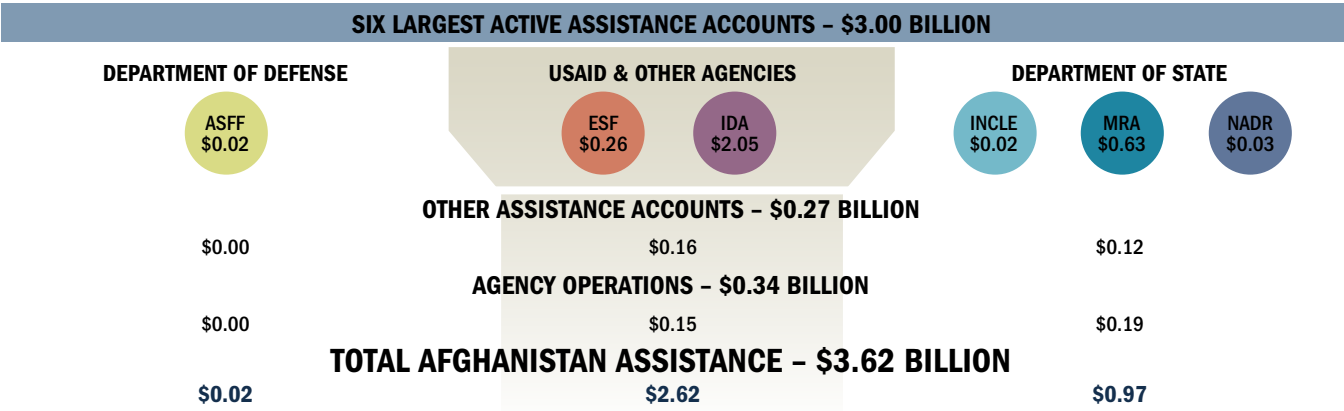 SIX LARGEST ACTIVE ASSISTANCE ACCOUNTS – $3.00 BILLION
DEPARTMENT OF DEFENSE USAID & OTHER AGENCIES DEPARTMENT OF STATE
ASFF ESF IDA INCLE MRA NADR
$0.02 $0.26 $2.05 $0.02 $0.63 $0.03
OTHER ASSISTANCE ACCOUNTS – $0.27 BILLION
$0.00 $0.16 $0.12
AGENCY OPERATIONS – $0.34 BILLION
$0.00 $0.15 $0.19
TOTAL AFGHANISTAN ASSISTANCE – $3.62 BILLION
$0.02 $2.62 $0.97